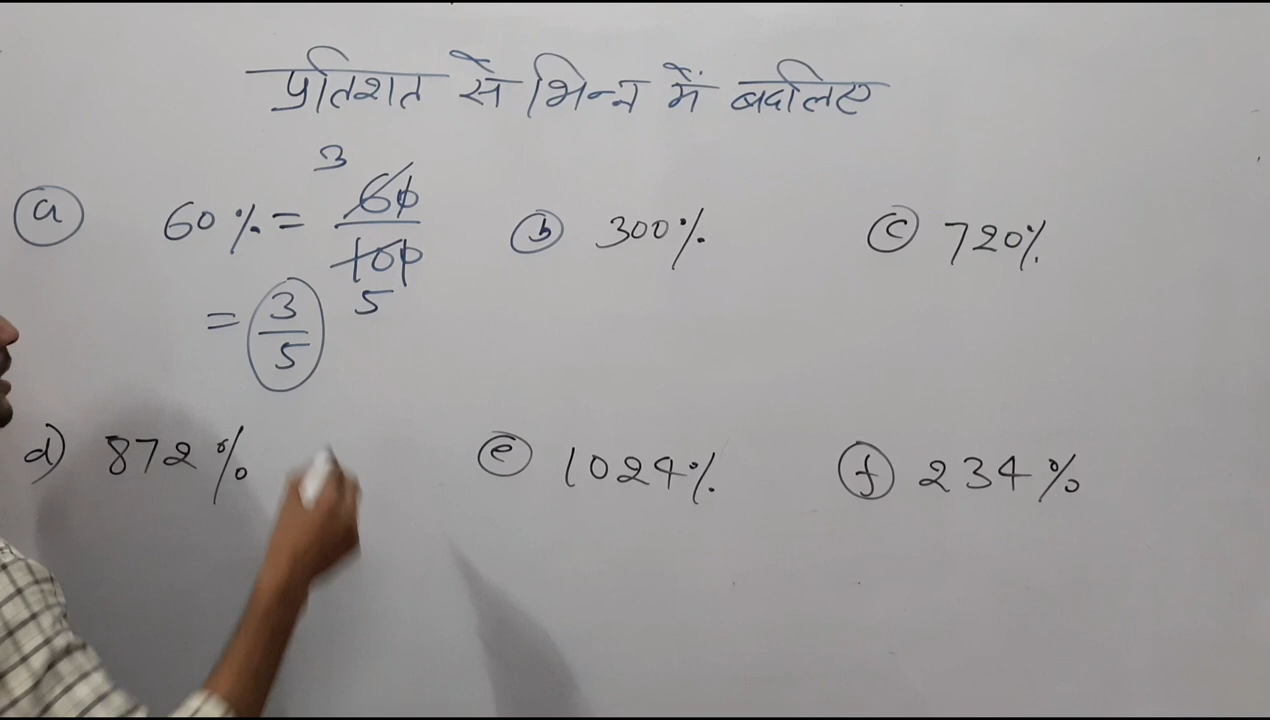 प्रतिशत से भिन्न में बदलिए
(a) 60% = 60/100 3 5
= 3/5
(b) 300%
(c) 720%
d) 872%
(e) 1024%
(f) 234%